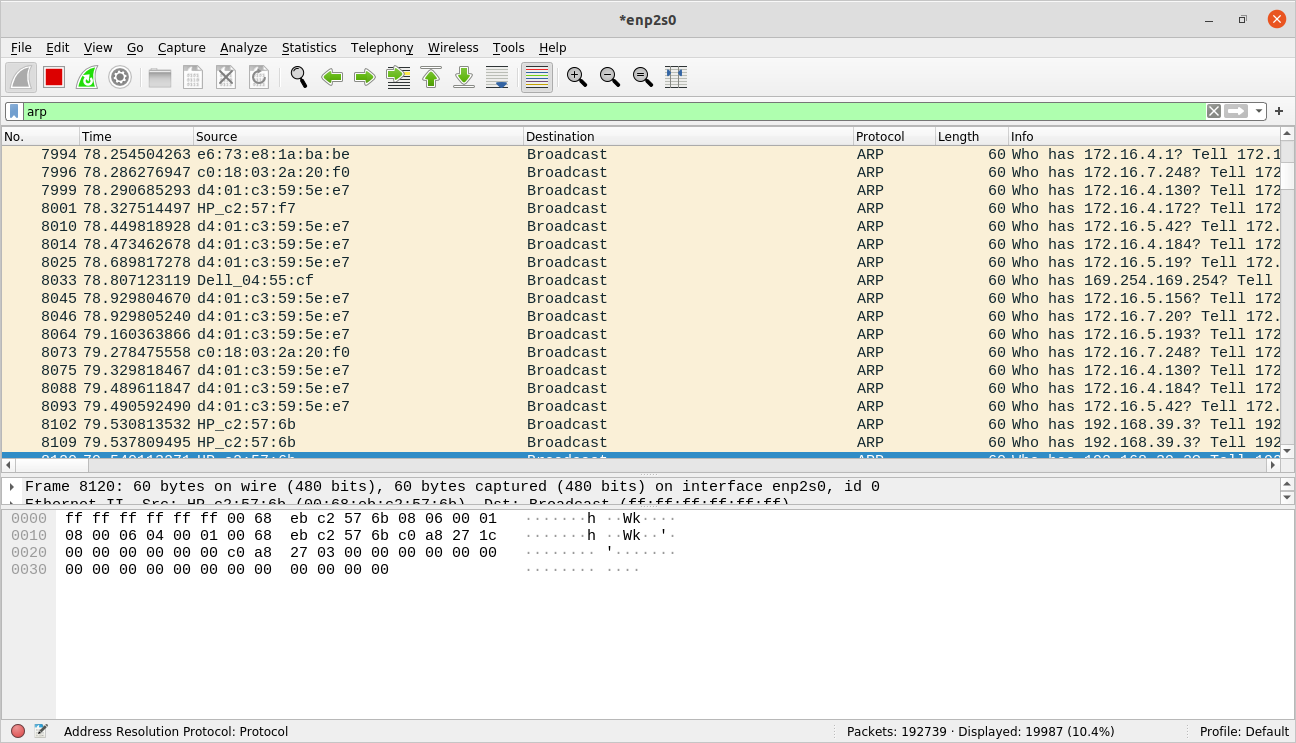 *enp2s0
File Edit View Go Capture Analyze Statistics Telephony Wireless Tools Help
arp
No. Time Source Destination Protocol Length Info
7994 78.254504263 e6:73:e8:1a:ba:be Broadcast ARP 60 Who has 172.16.4.1? Tell 172.1
7996 78.286276947 c0:18:03:2a:20:f0 Broadcast ARP 60 Who has 172.16.7.248? Tell 172
7999 78.290685293 d4:01:c3:59:5e:e7 Broadcast ARP 60 Who has 172.16.4.130? Tell 172
8001 78.327514497 HP_c2:57:f7 Broadcast ARP 60 Who has 172.16.4.172? Tell 172
8010 78.449818928 d4:01:c3:59:5e:e7 Broadcast ARP 60 Who has 172.16.5.42? Tell 172.
8014 78.473462678 d4:01:c3:59:5e:e7 Broadcast ARP 60 Who has 172.16.4.184? Tell 172
8025 78.689817278 d4:01:c3:59:5e:e7 Broadcast ARP 60 Who has 172.16.5.19? Tell 172.
8033 78.807123119 Dell_04:55:cf Broadcast ARP 60 Who has 169.254.169.254? Tell
8045 78.929804670 d4:01:c3:59:5e:e7 Broadcast ARP 60 Who has 172.16.5.156? Tell 172
8046 78.929805240 d4:01:c3:59:5e:e7 Broadcast ARP 60 Who has 172.16.7.20? Tell 172.
8064 79.160363866 d4:01:c3:59:5e:e7 Broadcast ARP 60 Who has 172.16.5.193? Tell 172
8073 79.278475558 c0:18:03:2a:20:f0 Broadcast ARP 60 Who has 172.16.7.248? Tell 172
8075 79.329818467 d4:01:c3:59:5e:e7 Broadcast ARP 60 Who has 172.16.4.130? Tell 172
8088 79.489611847 d4:01:c3:59:5e:e7 Broadcast ARP 60 Who has 172.16.4.184? Tell 172
8093 79.490592490 d4:01:c3:59:5e:e7 Broadcast ARP 60 Who has 172.16.5.42? Tell 172.
8102 79.530813532 HP_c2:57:6b Broadcast ARP 60 Who has 192.168.39.3? Tell 192
8109 79.537809495 HP_c2:57:6b Broadcast ARP 60 Who has 192.168.39.3? Tell 192
Frame 8120: 60 bytes on wire (480 bits), 60 bytes captured (480 bits) on interface enp2s0, id 0
Ethernet II, Src: HP_c2:57:6b (00:68:eb:c2:57:6b), Dst: Broadcast (ff:ff:ff:ff:ff:ff)
0000 ff ff ff ff ff ff 00 68 eb c2 57 6b 08 06 00 01 ·······h ··Wk····
0010 08 00 06 04 00 01 00 68 eb c2 57 6b c0 a8 27 1c ·······h ··Wk··'·
0020 00 00 00 00 00 00 c0 a8 27 03 00 00 00 00 00 00 ········ '·······
0030 00 00 00 00 00 00 00 00 00 00 00 00 ········ ····
Address Resolution Protocol: Protocol Packets: 192739 · Displayed: 19987 (10.4%) Profile: Default